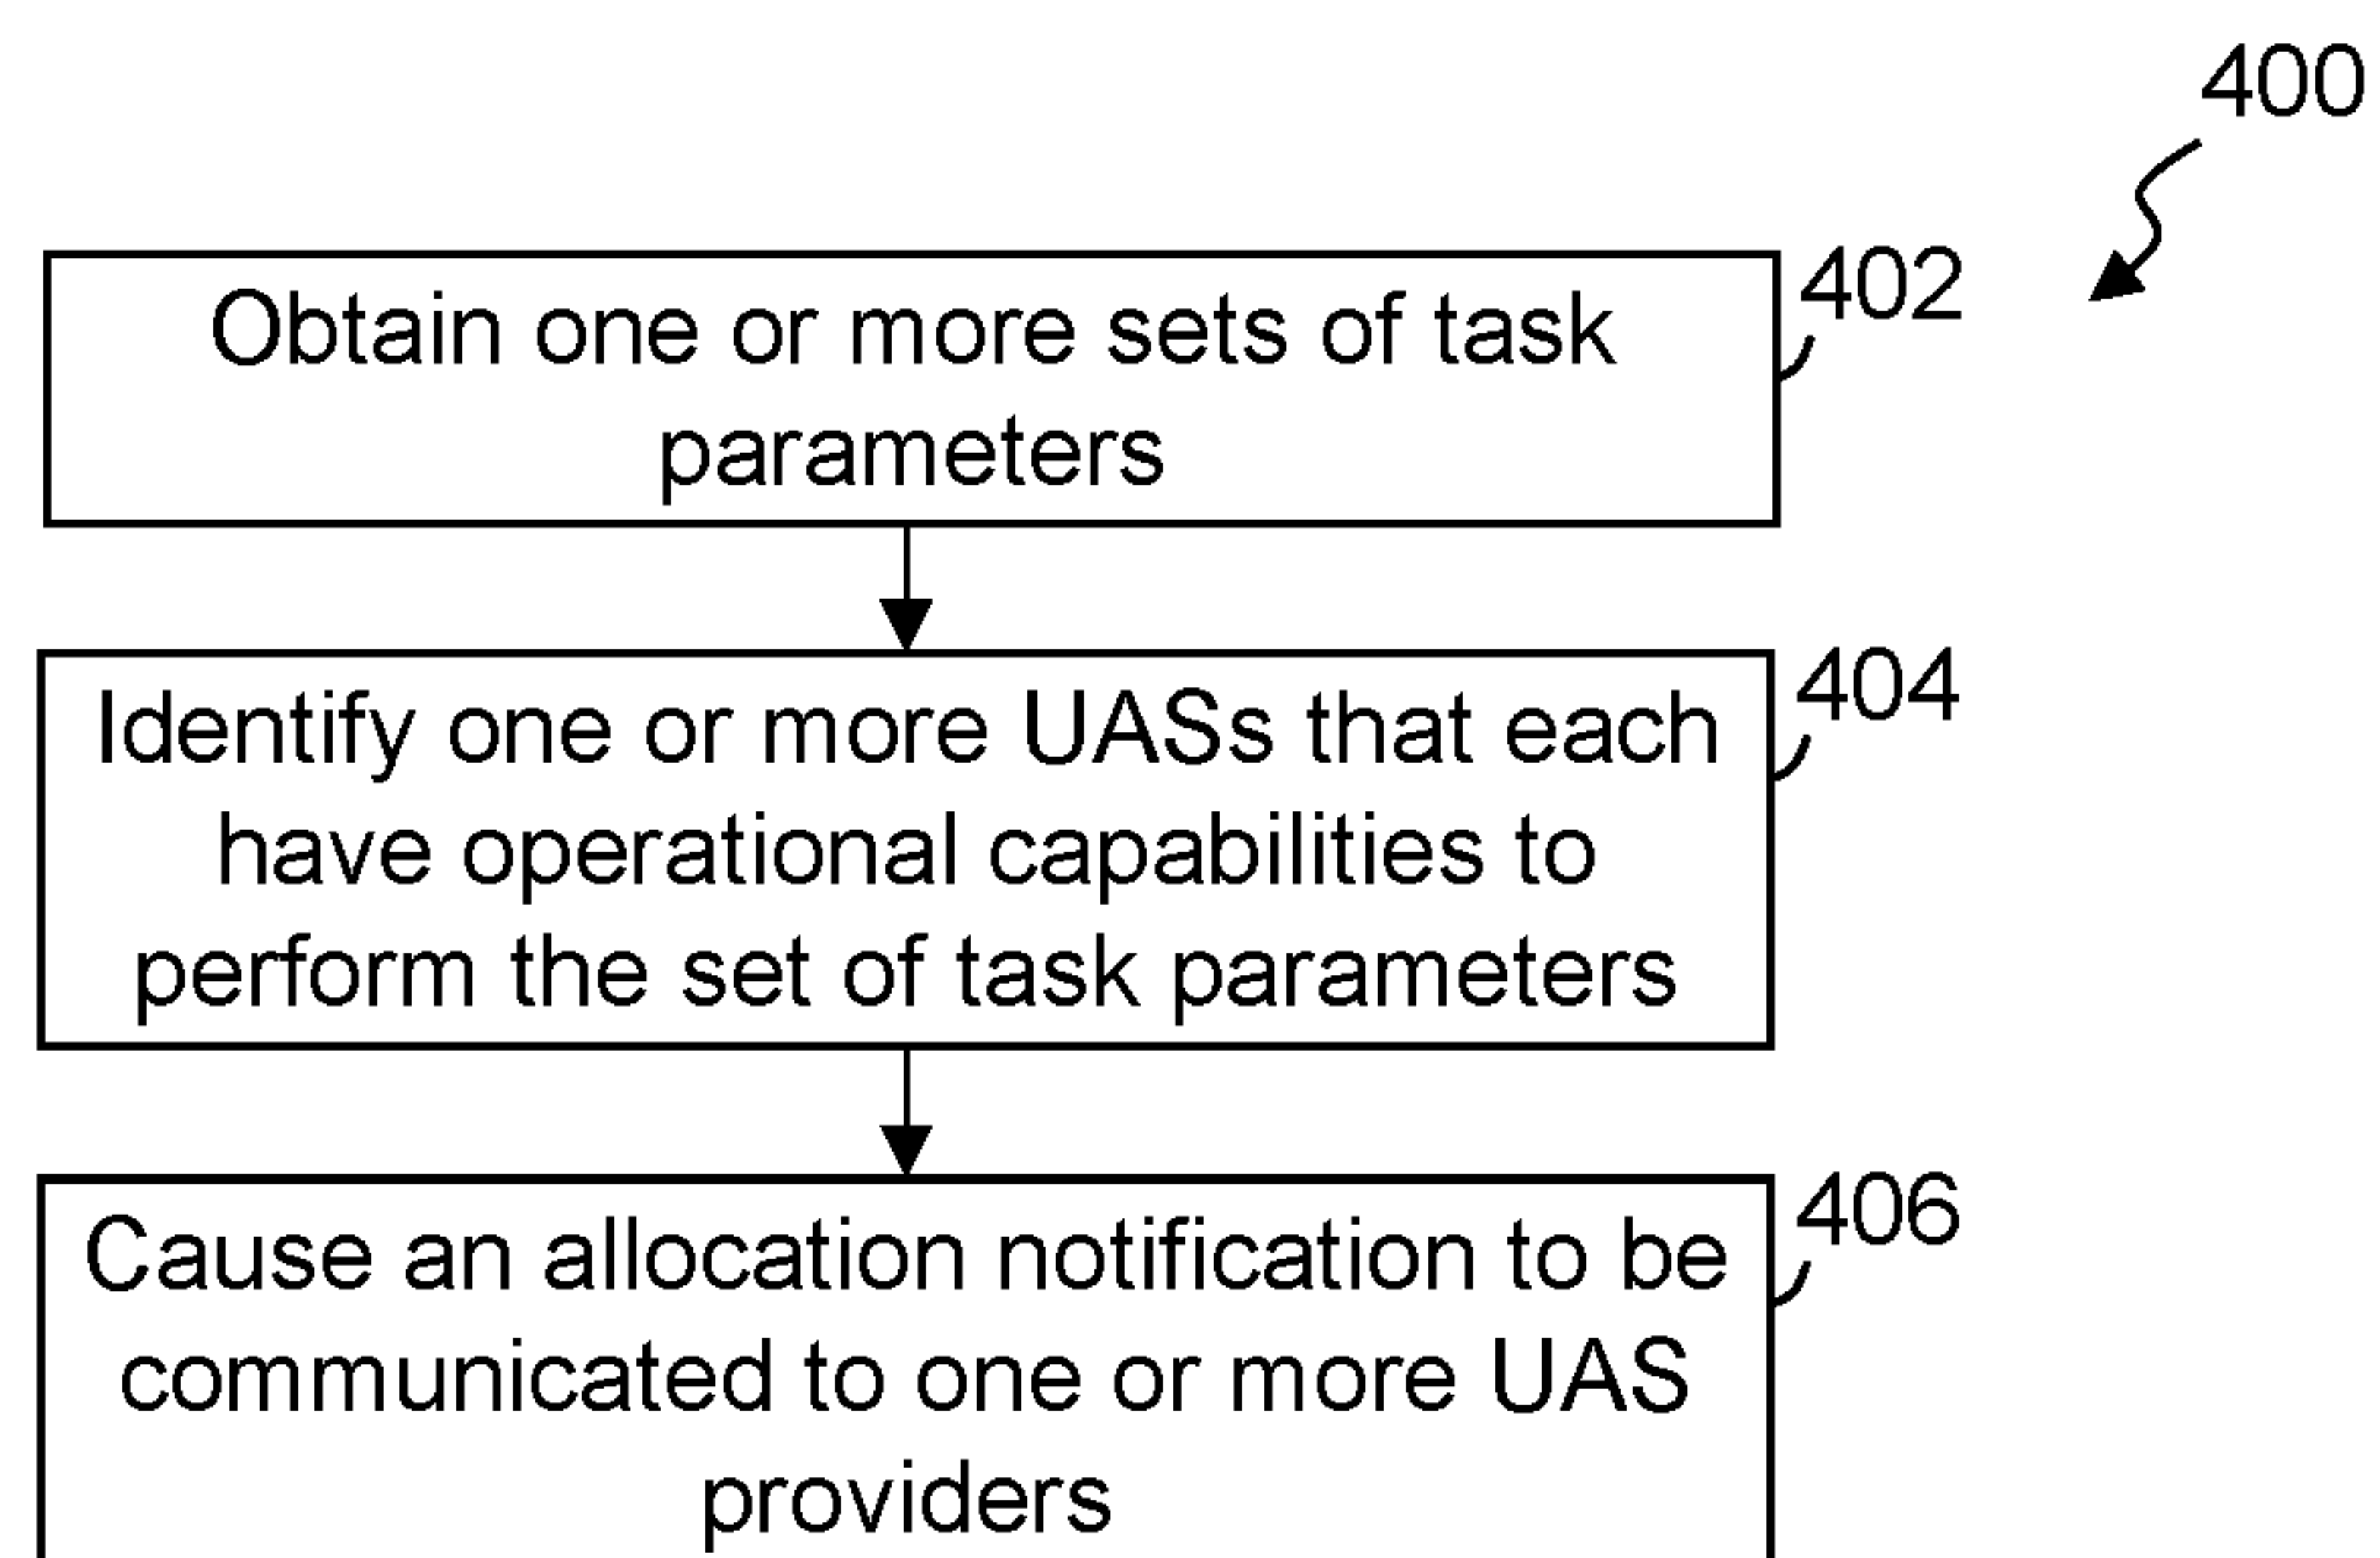 400
402
Obtain one or more sets of task
parameters
404
Identify one or more UASs that each
have operational capabilities to
perform the set of task parameters
406
Cause an allocation notification to be
communicated to one or more UAS
providers